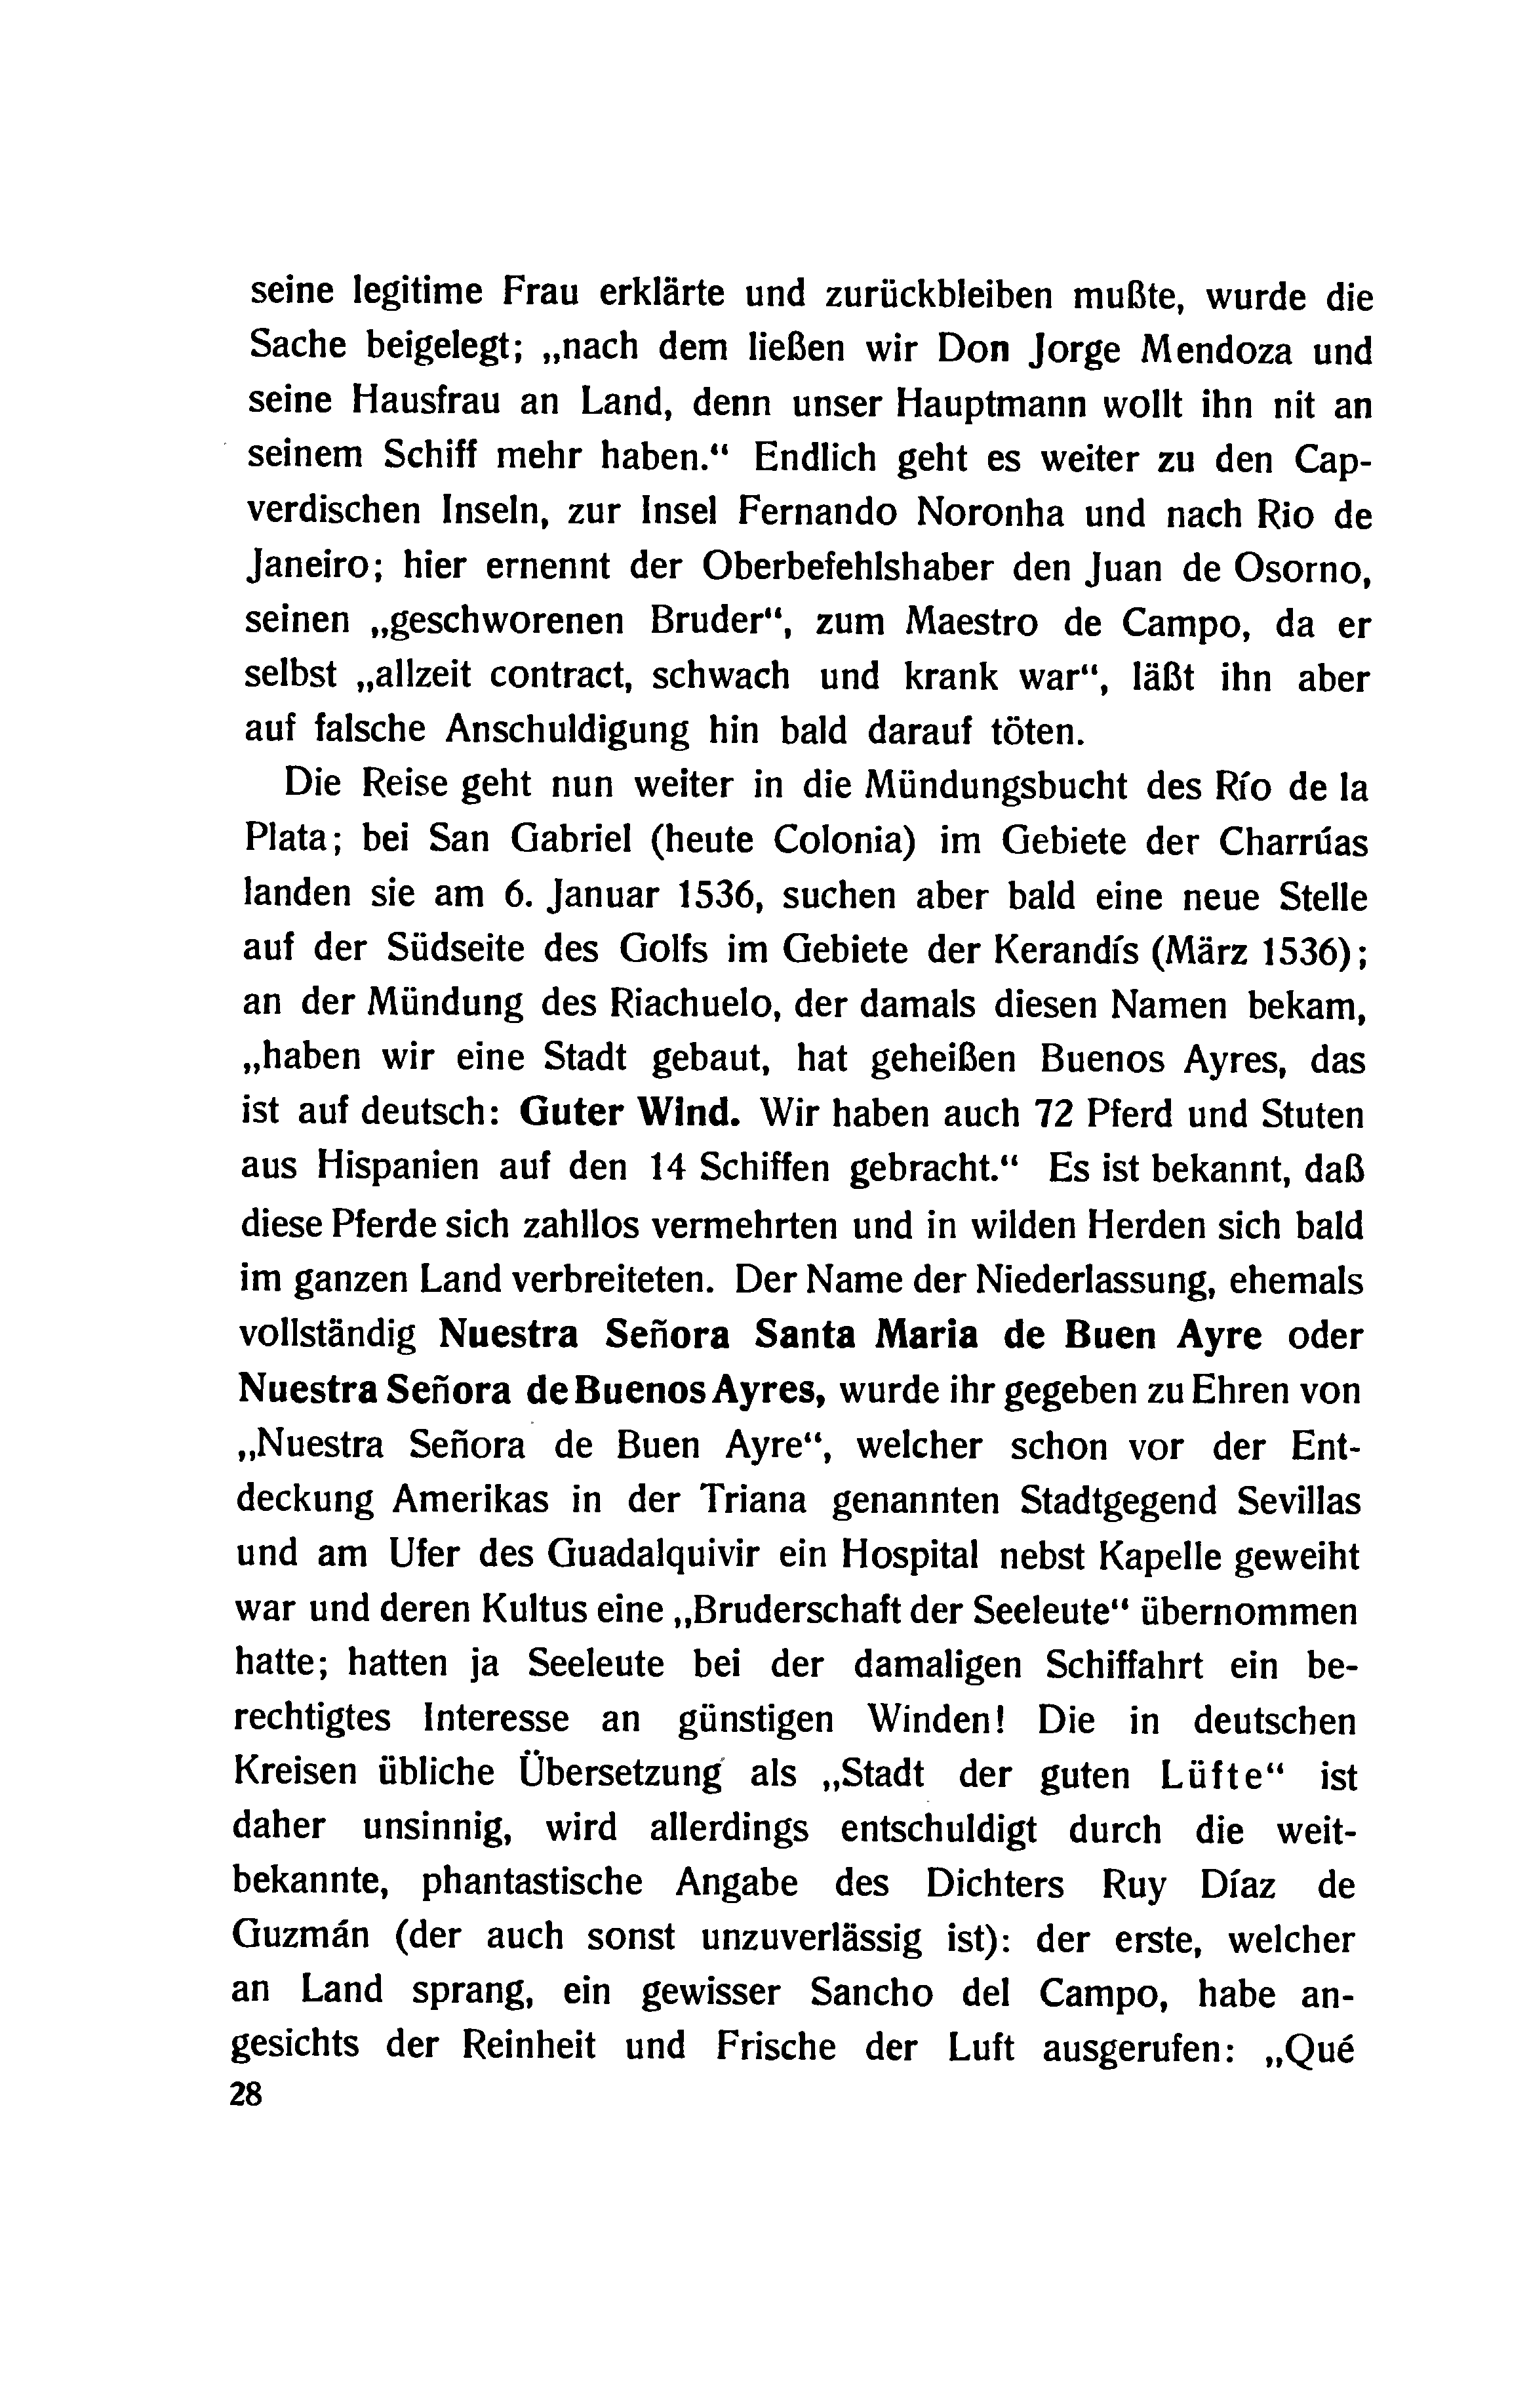 seine legitime Frau erklärte und zurückbleiben mußte, wurde die
Sache beigelegt; „nach dem ließen wir Don Jorge Mendoza und
seine Hausfrau an Land, denn unser Hauptmann wollt ihn nit an
seinem Schiff mehr haben.“ Endlich geht es weiter zu den Cap-
verdischen Inseln, zur Insel Fernando Noronha und nach Rio de
Janeiro; hier ernennt der Oberbefehlshaber den Juan de Osorno,
seinen „geschworenen Bruder“, zum Maestro de Campo, da er
selbst „allzeit contract, schwach und krank war“, läßt ihn aber
auf falsche Anschuldigung hin bald darauf töten.
Die Reise geht nun weiter in die Mündungsbucht des Río de la
Plata; bei San Gabriel (heute Colonia) im Gebiete der Charrúas
landen sie am 6. Januar 1536, suchen aber bald eine neue Stelle
auf der Südseite des Golfs im Gebiete der Kerandís (März 1536);
an der Mündung des Riachuelo, der damals diesen Namen bekam,
„haben wir eine Stadt gebaut, hat geheißen Buenos Ayres, das
ist auf deutsch: Guter Wind. Wir haben auch 72 Pferd und Stuten
aus Hispanien auf den 14 Schiffen gebracht.“ Es ist bekannt, daß
diese Pferde sich zahllos vermehrten und in wilden Herden sich bald
im ganzen Land verbreiteten. Der Name der Niederlassung, ehemals
vollständig Nuestra Señora Santa Maria de Buen Ayre oder
Nuestra Señora de Buenos Ayres, wurde ihr gegeben zu Ehren von
„Nuestra Señora de Buen Ayre“, welcher schon vor der Ent-
deckung Amerikas in der Triana genannten Stadtgegend Sevillas
und am Ufer des Guadalquivir ein Hospital nebst Kapelle geweiht
war und deren Kultus eine „Bruderschaft der Seeleute“ übernommen
hatte; hatten ja Seeleute bei der damaligen Schiffahrt ein be-
rechtigtes Interesse an günstigen Winden! Die in deutschen
Kreisen übliche Übersetzung als „Stadt der guten Lüfte“ ist
daher unsinnig, wird allerdings entschuldigt durch die weit-
bekannte, phantastische Angabe des Dichters Ruy Díaz de
Guzmán (der auch sonst unzuverlässig ist): der erste, welcher
an Land sprang, ein gewisser Sancho del Campo, habe an-
gesichts der Reinheit und Frische der Luft ausgerufen: „Qué
28